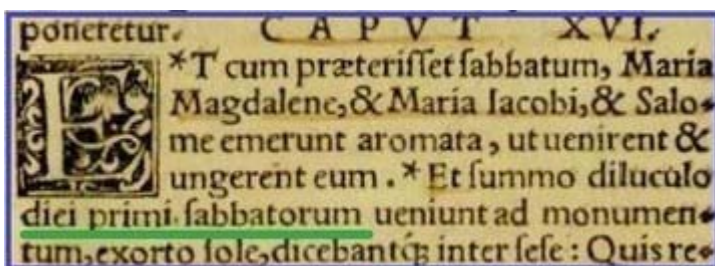 poneretur. CAPVT XVI.
E*T cum præteriſſet ſabbatum, Maria
Magdalene, & Maria Iacobi, & Salo-
me emerunt aromata, ut uenirent &
ungerent eum. * Et ſummo diluculo
diei primi ſabbatorum ueniunt ad monumen-
tum, exorto ſole, dicebantq́ꝫ inter ſeſe: Quis re-